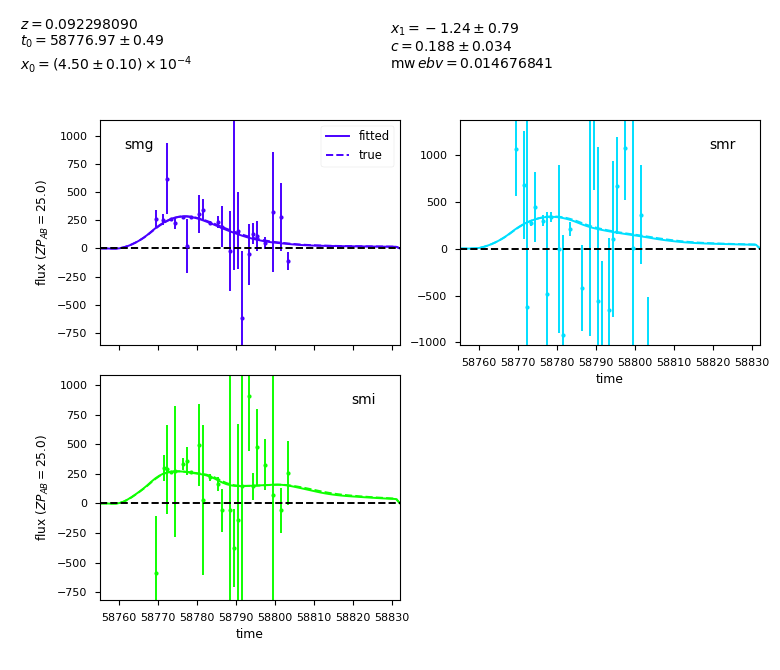 z = 0.092298090
t₀ = 58776.97 ± 0.49
x₀ = (4.50 ± 0.10) × 10⁻⁴
x₁ = −1.24 ± 0.79
c = 0.188 ± 0.034
mw ebv = 0.014676841
smg
fitted
true
1000
750
500
250
0
−250
−500
−750
flux (ZP_AB = 25.0)
smr
1000
500
0
−500
−1000
58760 58770 58780 58790 58800 58810 58820 58830
time
smi
1000
750
500
250
0
−250
−500
−750
flux (ZP_AB = 25.0)
58760 58770 58780 58790 58800 58810 58820 58830
time